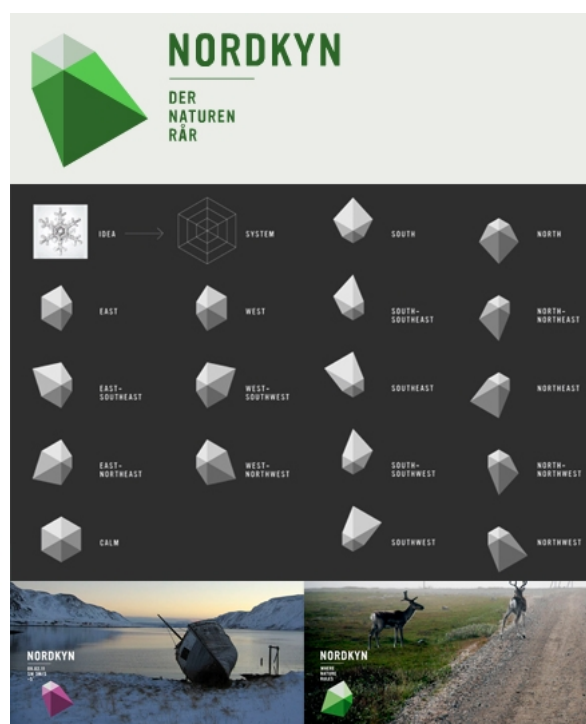 NORDKYN
DER
NATUREN
RÅR
IDEA
SYSTEM
SOUTH
NORTH
EAST
WEST
SOUTH-
SOUTHEAST
NORTH-
NORTHEAST
EAST-
SOUTHEAST
WEST-
SOUTHWEST
SOUTHEAST
NORTHEAST
EAST-
NORTHEAST
WEST-
NORTHWEST
SOUTH-
SOUTHWEST
NORTH-
NORTHWEST
CALM
SOUTHWEST
NORTHWEST
NORDKYN
NORDKYN
WHERE
NATURE
RULES